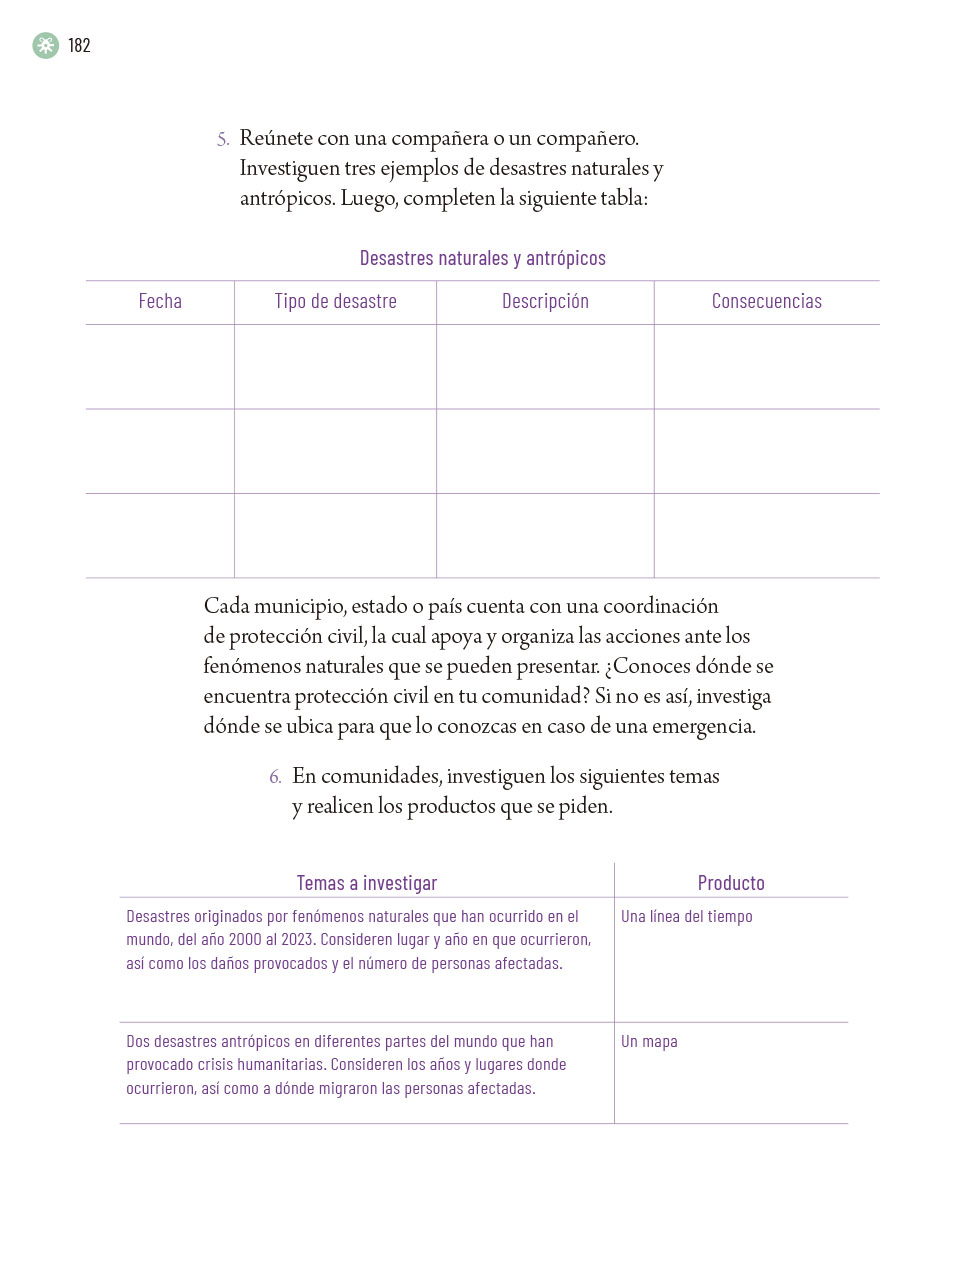 182
5. Reúnete con una compañera o un compañero.
Investiguen tres ejemplos de desastres naturales y
antrópicos. Luego, completen la siguiente tabla:
Desastres naturales y antrópicos
Fecha Tipo de desastre Descripción Consecuencias
Cada municipio, estado o país cuenta con una coordinación
de protección civil, la cual apoya y organiza las acciones ante los
fenómenos naturales que se pueden presentar. ¿Conoces dónde se
encuentra protección civil en tu comunidad? Si no es así, investiga
dónde se ubica para que lo conozcas en caso de una emergencia.
6. En comunidades, investiguen los siguientes temas
y realicen los productos que se piden.
Temas a investigar Producto
Desastres originados por fenómenos naturales que han ocurrido en el
mundo, del año 2000 al 2023. Consideren lugar y año en que ocurrieron,
así como los daños provocados y el número de personas afectadas.
Una línea del tiempo
Dos desastres antrópicos en diferentes partes del mundo que han
provocado crisis humanitarias. Consideren los años y lugares donde
ocurrieron, así como a dónde migraron las personas afectadas.
Un mapa